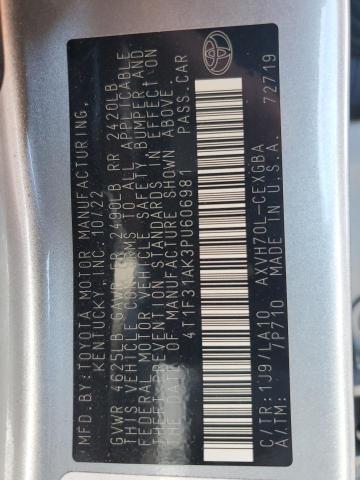 MFD.BY: TOYOTA MOTOR MANUFACTURING,
KENTUCKY, INC. 10/22
GVWR 4625LB GAWR FR 2490LB RR 2420LB
THIS VEHICLE CONFORMS TO ALL APPLICABLE
FEDERAL MOTOR VEHICLE SAFETY, BUMPER AND
THEFT PREVENTION STANDARDS IN EFFECT ON
THE DATE OF MANUFACTURE SHOWN ABOVE.
4T1F31AK3PU606981 PASS.CAR
C/TR: 1J9/LA10 AXVH70L-CEXGBA
A/TM: P710 MADE IN U.S.A. 72719